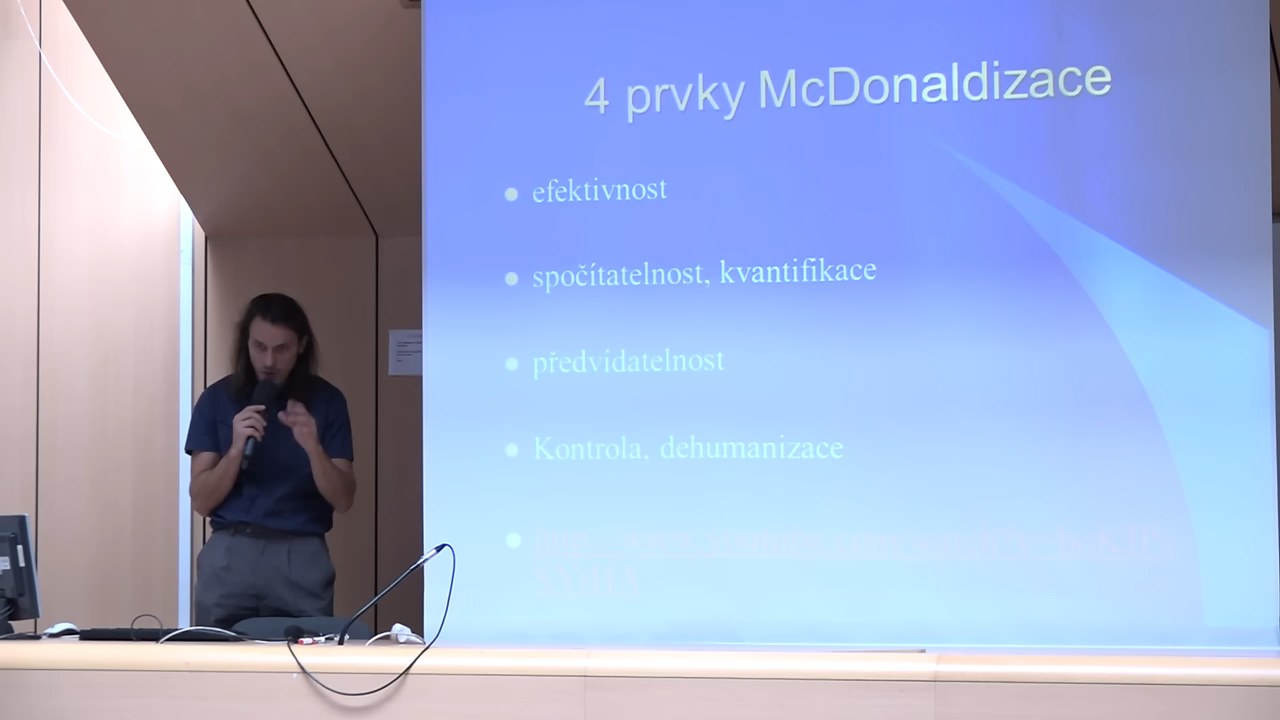 4 prvky McDonaldizace
efektivnost
spočítatelnost, kvantifikace
předvídatelnost
Kontrola, dehumanizace